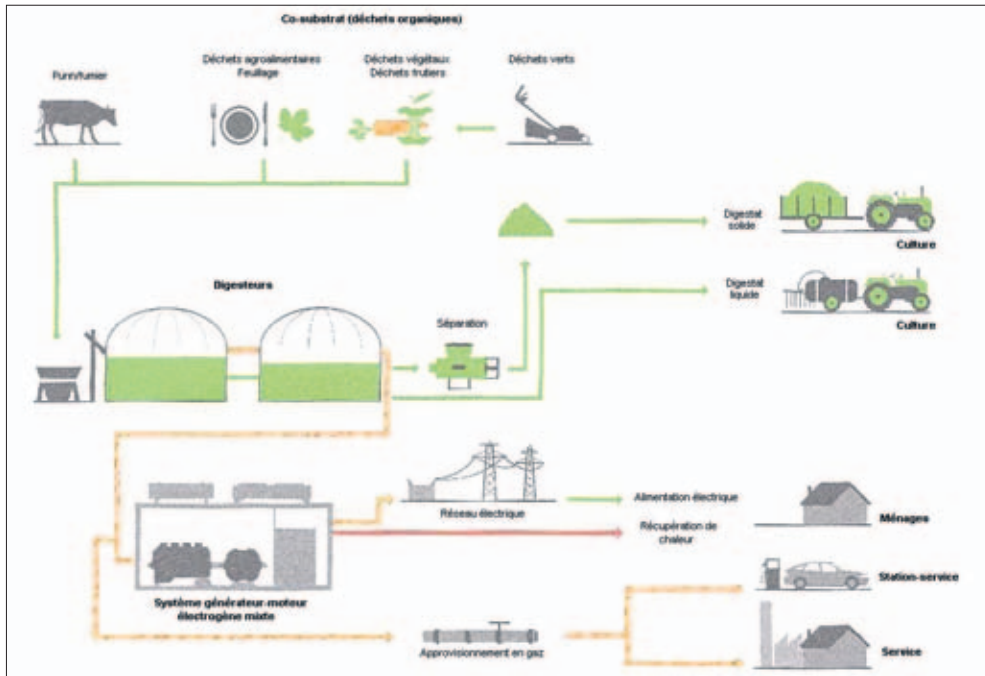 Co-substrat (déchets organiques)
Purin/fumier
Déchets agroalimentaires
Feuillage
Déchets végétaux
Déchets frutiers
Déchets verts
Digestat
solide
Culture
Digesteurs
Digestat
liquide
Culture
Séparation
Réseau électrique
Alimentation électrique
Ménages
Récupération de
chaleur
Station-service
Système générateur-moteur
électrogène mixte
Approvisionnement en gaz
Service